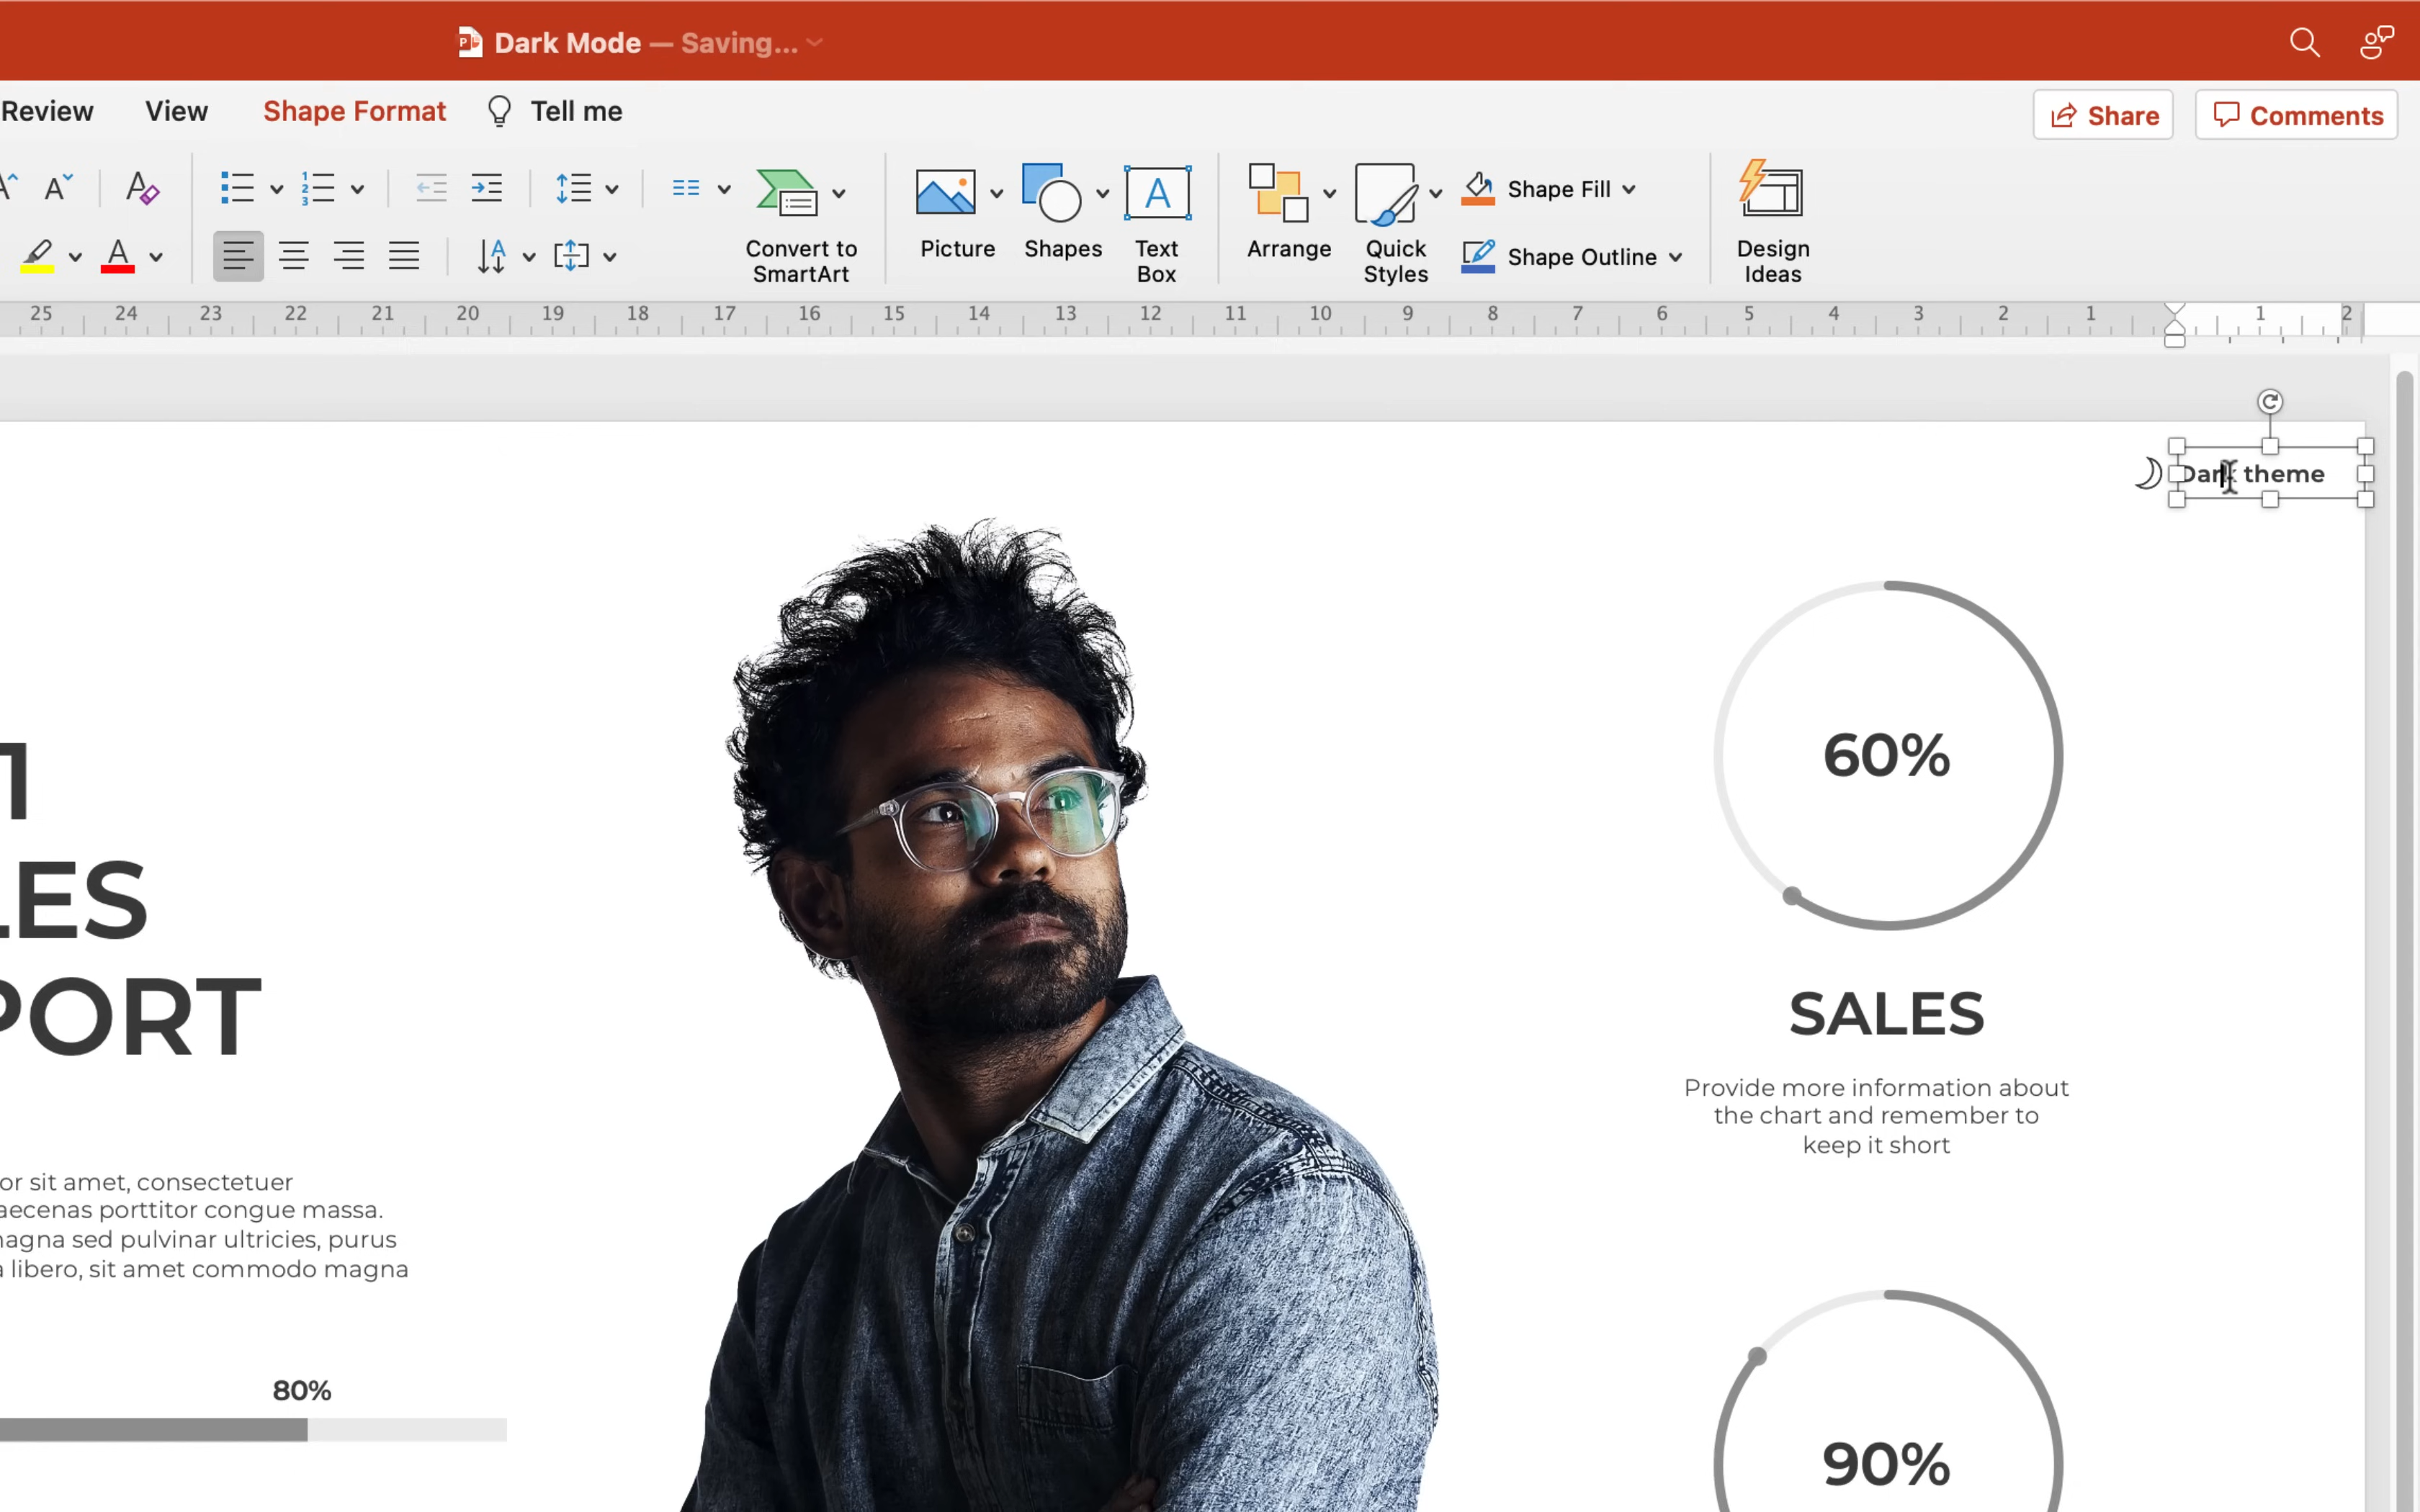 Dark Mode — Saving...
Review View Shape Format Tell me
Share Comments
Convert to
SmartArt
Picture
Shapes
Text
Box
Arrange
Quick
Styles
Shape Fill
Shape Outline
Design
Ideas
25 24 23 22 21 20 19 18 17 16 15 14 13 12 11 10 9 8 7 6 5 4 3 2 1 1 2
Dark theme
1
LES
PORT
or sit amet, consectetuer
aecenas porttitor congue massa.
magna sed pulvinar ultricies, purus
a libero, sit amet commodo magna
80%
60%
SALES
Provide more information about
the chart and remember to
keep it short
90%